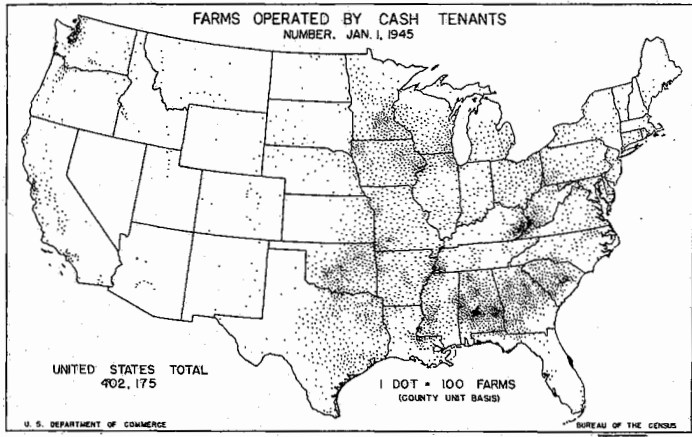 FARMS OPERATED BY CASH TENANTS
NUMBER, JAN. 1, 1945
UNITED STATES TOTAL
402, 175
1 DOT = 100 FARMS
(COUNTY UNIT BASIS)
U. S. DEPARTMENT OF COMMERCE
BUREAU OF THE CENSUS